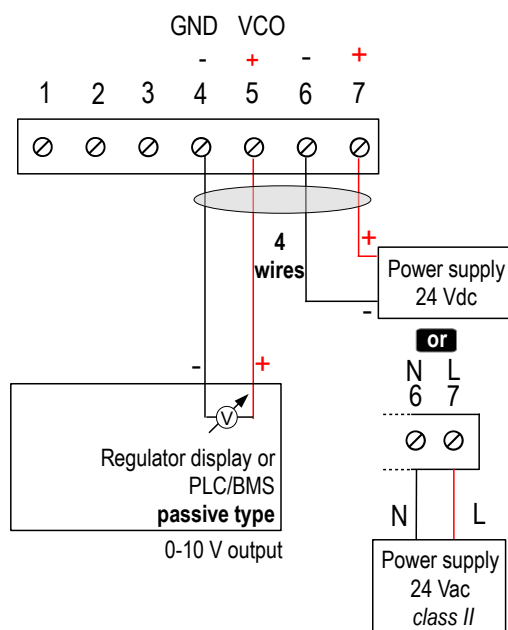 GND VCO
- + - +
1 2 3 4 5 6 7
4
wires
+
Power supply
24 Vdc
-
or
N L
6 7
- +
V
Regulator display or
PLC/BMS
passive type
0-10 V output
N L
Power supply
24 Vac
class II